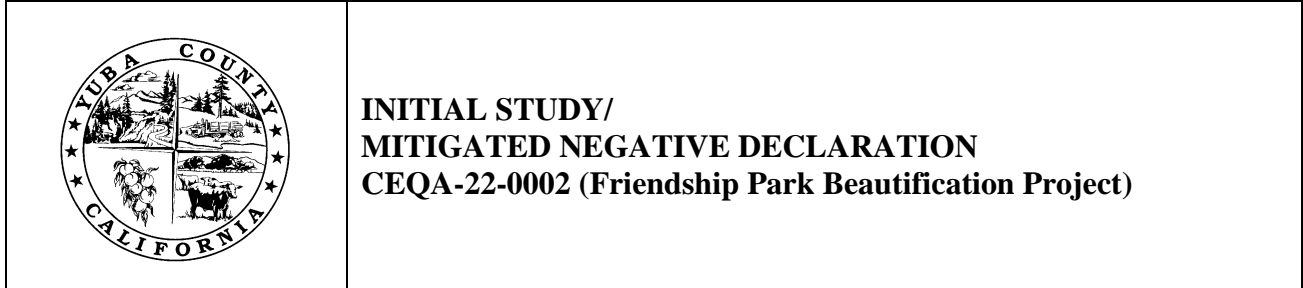 YUBA COUNTY
CALIFORNIA
INITIAL STUDY/
MITIGATED NEGATIVE DECLARATION
CEQA-22-0002 (Friendship Park Beautification Project)